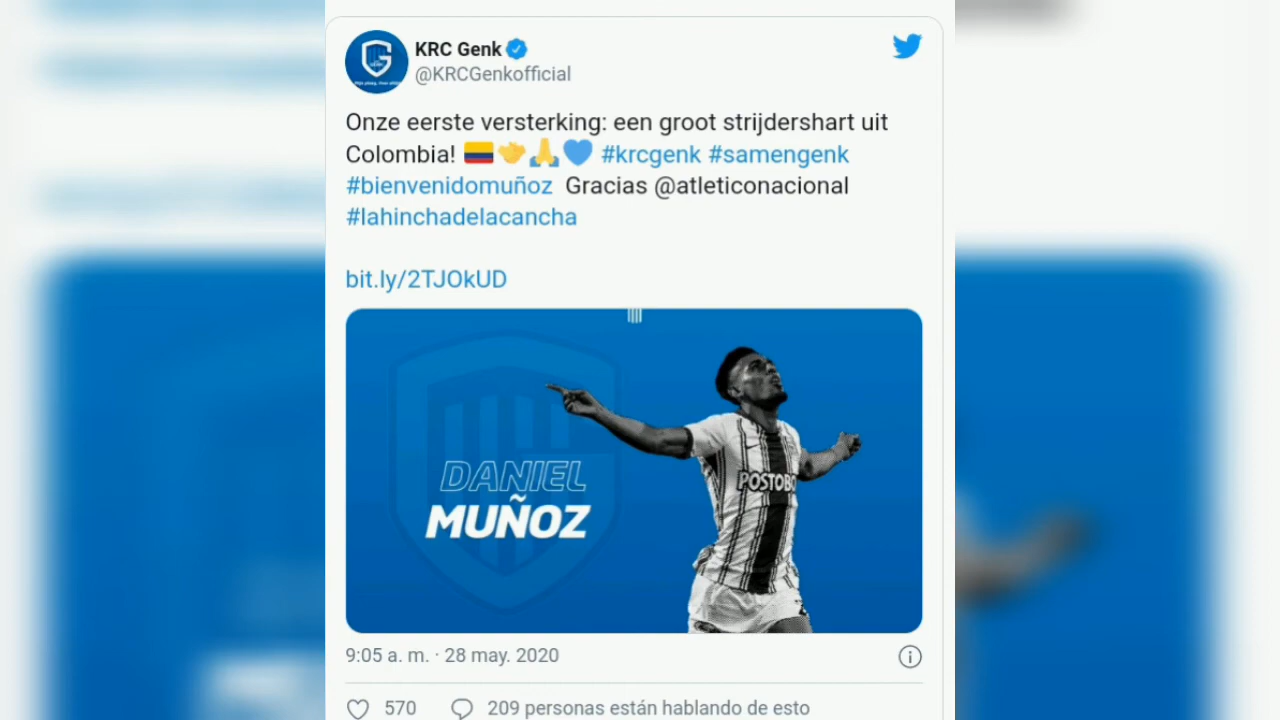 KRC Genk
@KRCGenkofficial
Onze eerste versterking: een groot strijdershart uit
Colombia! 🇨🇴🤝🙏💙 #krcgenk #samengenk
#bienvenidomuñoz Gracias @atleticonacional
#lahinchadelacancha
bit.ly/2TJOkUD
DANIEL
MUÑOZ
POSTOBO
9:05 a. m. · 28 may. 2020
570 209 personas están hablando de esto